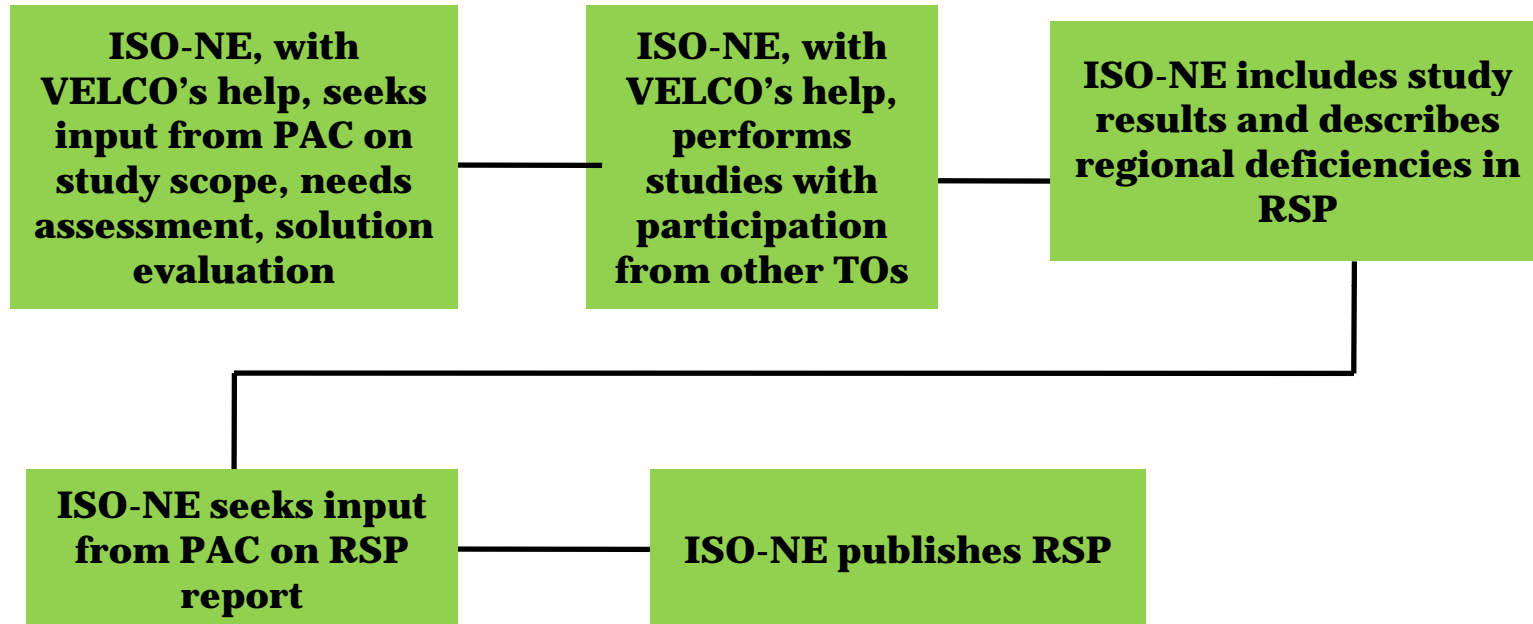 ISO-NE, with
VELCO's help, seeks
input from PAC on
study scope, needs
assessment, solution
evaluation
ISO-NE, with
VELCO's help,
performs
studies with
participation
from other TOs
ISO-NE includes study
results and describes
regional deficiencies in
RSP
ISO-NE seeks input
from PAC on RSP
report
ISO-NE publishes RSP